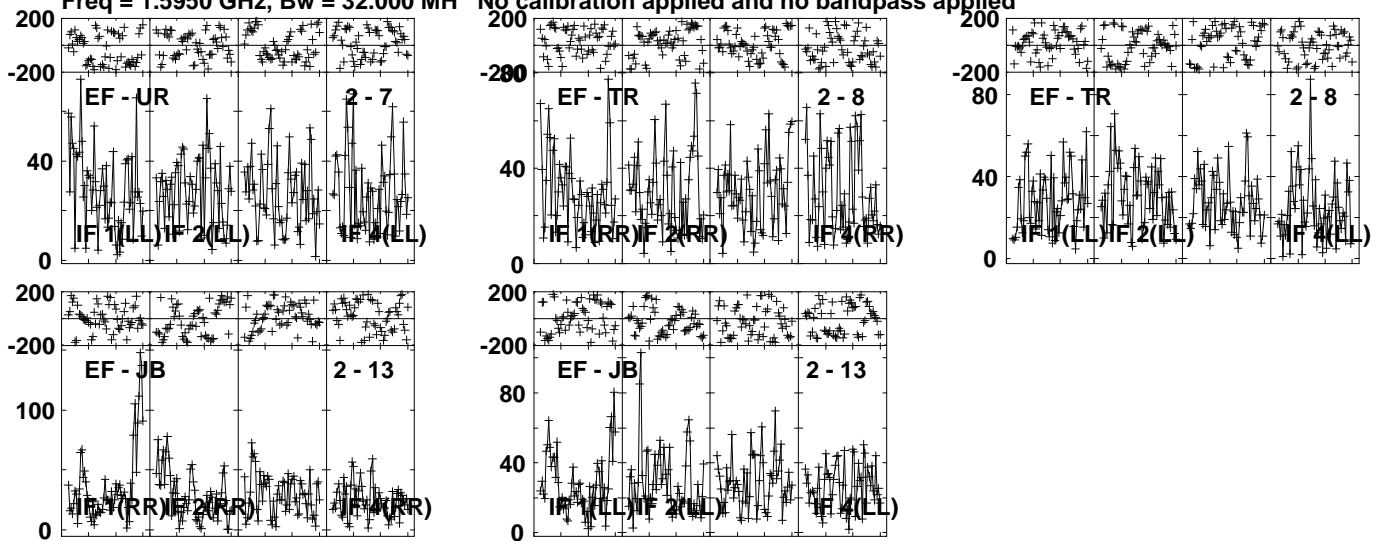 Freq = 1.5950 GHz, Bw = 32.000 MH No calibration applied and no bandpass applied
200 200 200
-200 -200 -200
EF - UR 2 - 7 80 EF - TR 2 - 8 80 EF - TR 2 - 8
40 40 40
IF 1(LL) IF 2(LL) IF 4(LL) IF 1(RR) IF 2(RR) IF 4(RR) IF 1(LL) IF 2(LL) IF 4(LL)
0 0 0
200 200
-200 -200
EF - JB 2 - 13 EF - JB 2 - 13
100 80
40
IF 1(RR) IF 2(RR) IF 4(RR) IF 1(LL) IF 2(LL) IF 4(LL)
0 0